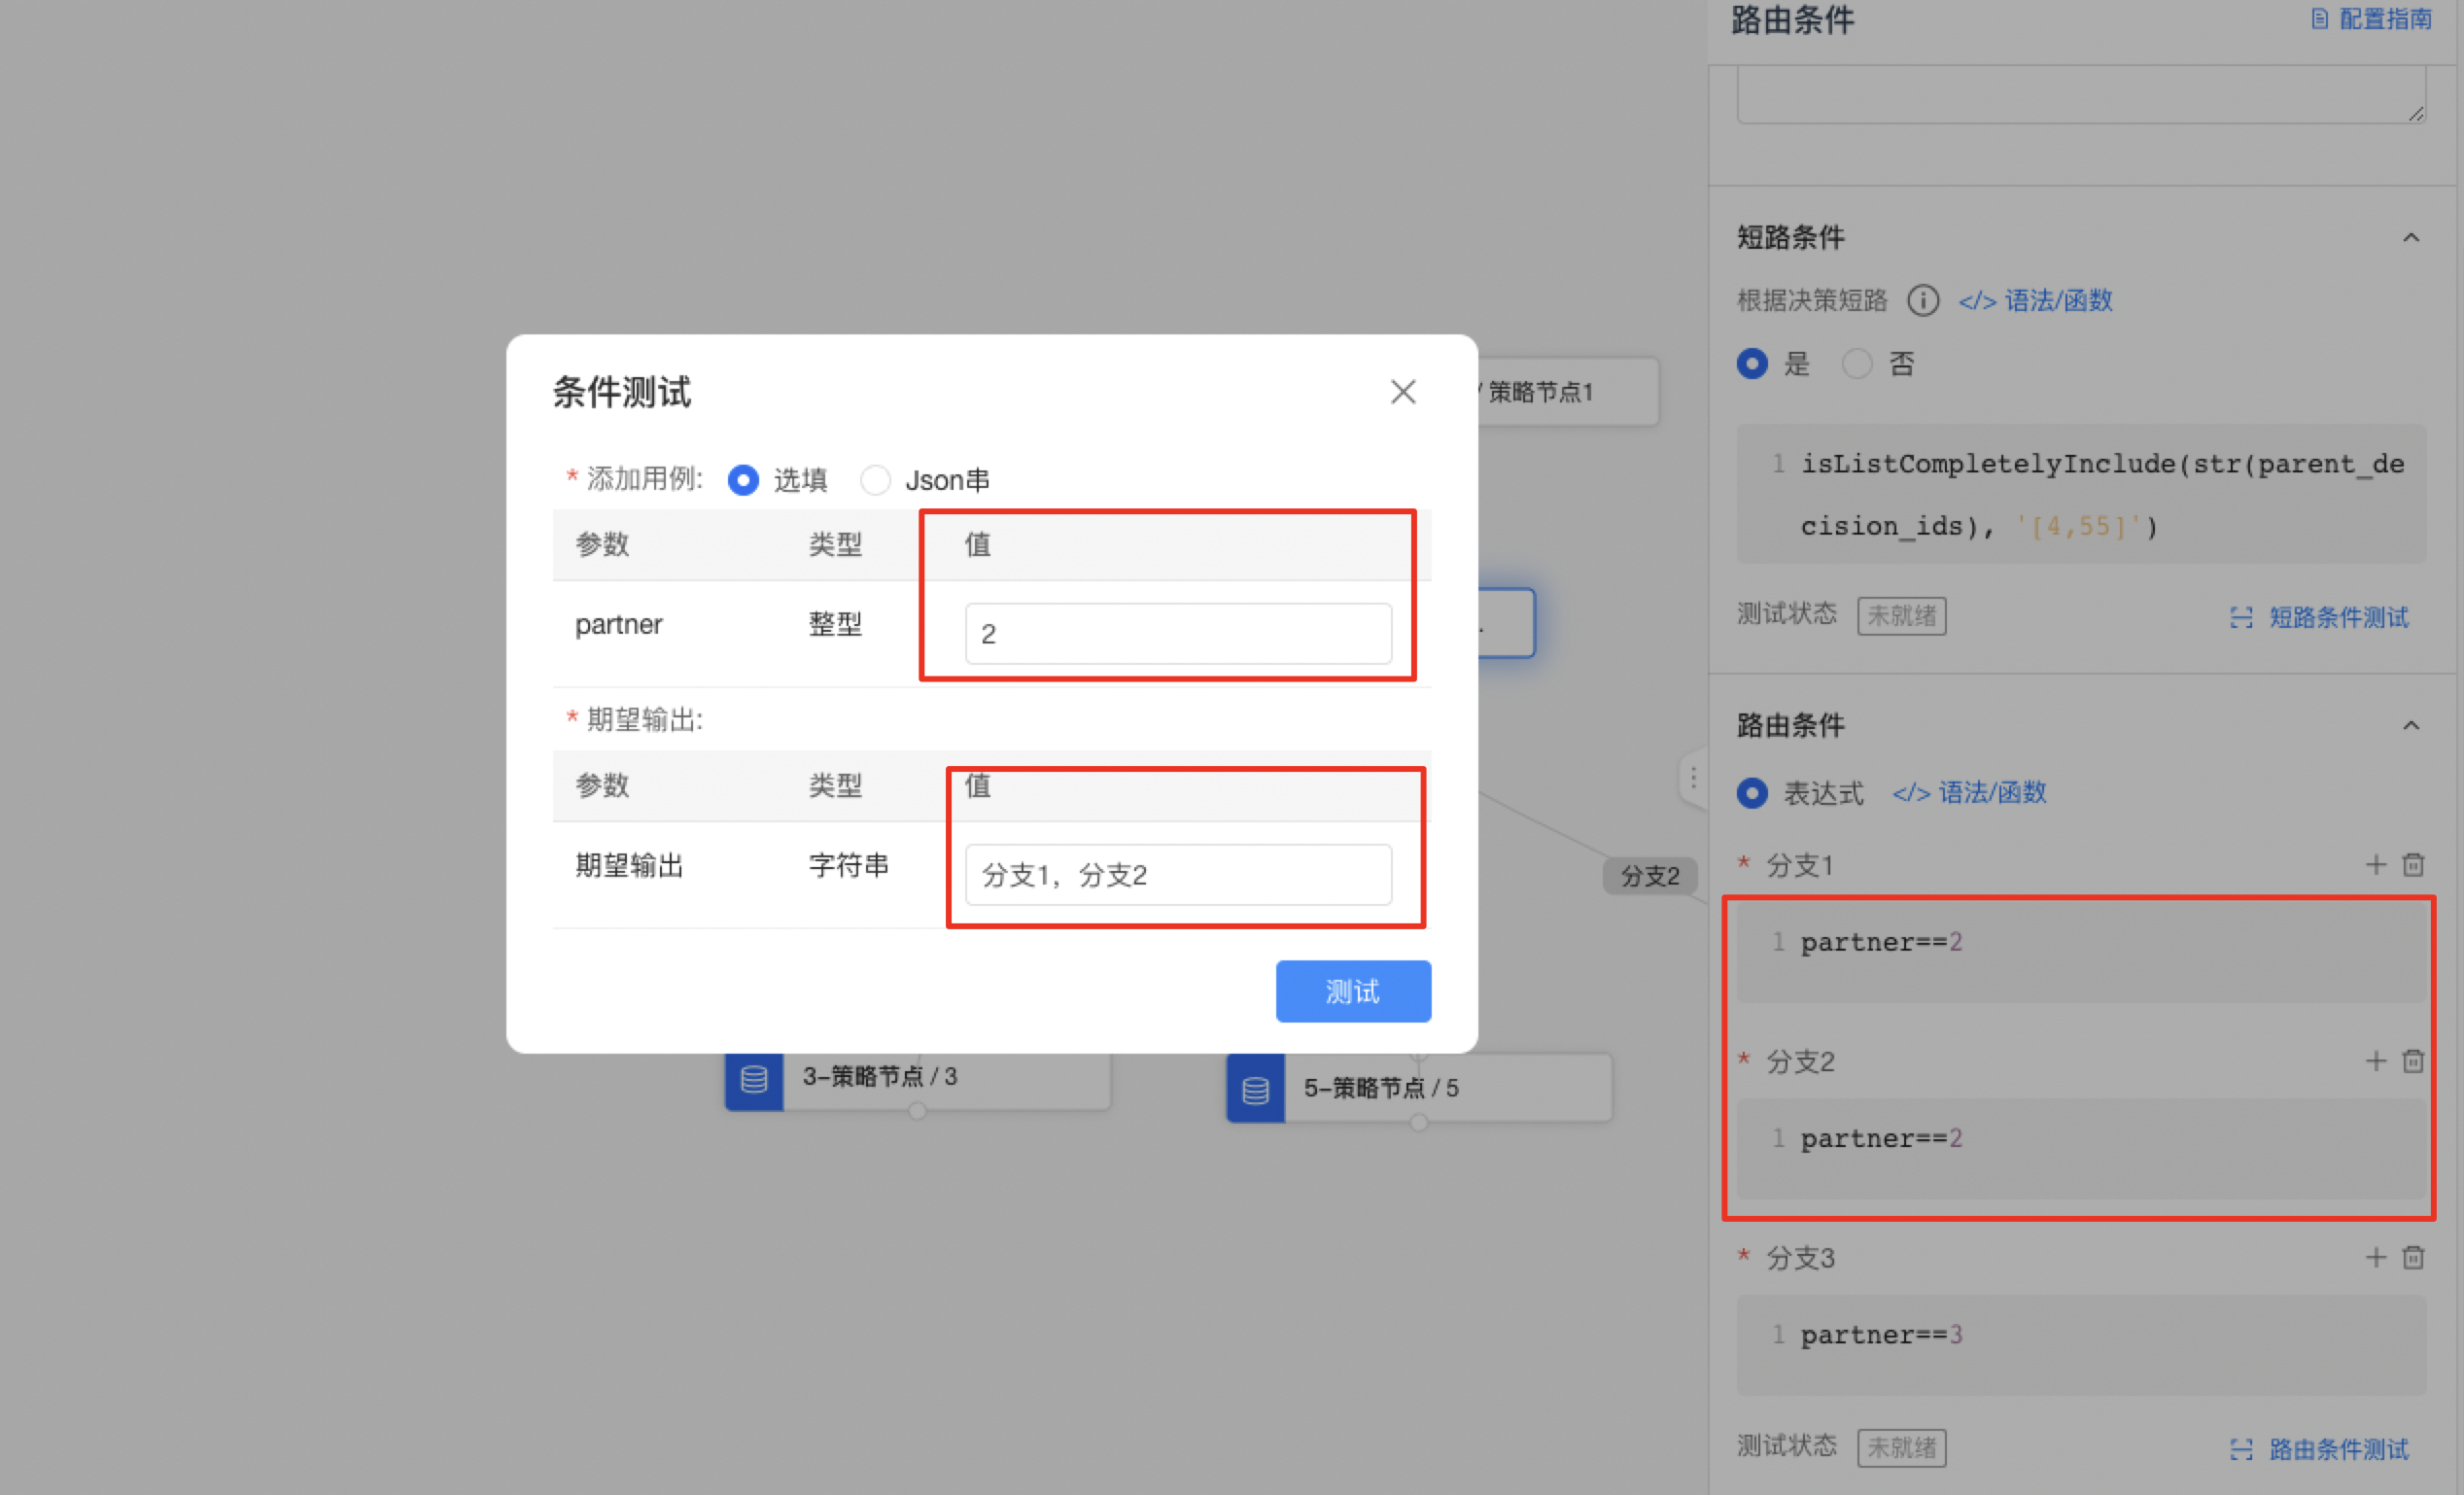 路由条件
配置指南
短路条件
根据决策短路 </> 语法/函数
是 否
1 isListCompletelyInclude(str(parent_de
cision_ids), '[4,55]')
测试状态 未就绪 短路条件测试
路由条件
表达式 </> 语法/函数
* 分支1
1 partner==2
* 分支2
1 partner==2
* 分支3
1 partner==3
测试状态 未就绪 路由条件测试
条件测试
* 添加用例: 选填 Json串
参数 类型 值
partner 整型 2
* 期望输出:
参数 类型 值
期望输出 字符串 分支1，分支2
测试
/ 策略节点1
.
分支2
3-策略节点 / 3
5-策略节点 / 5